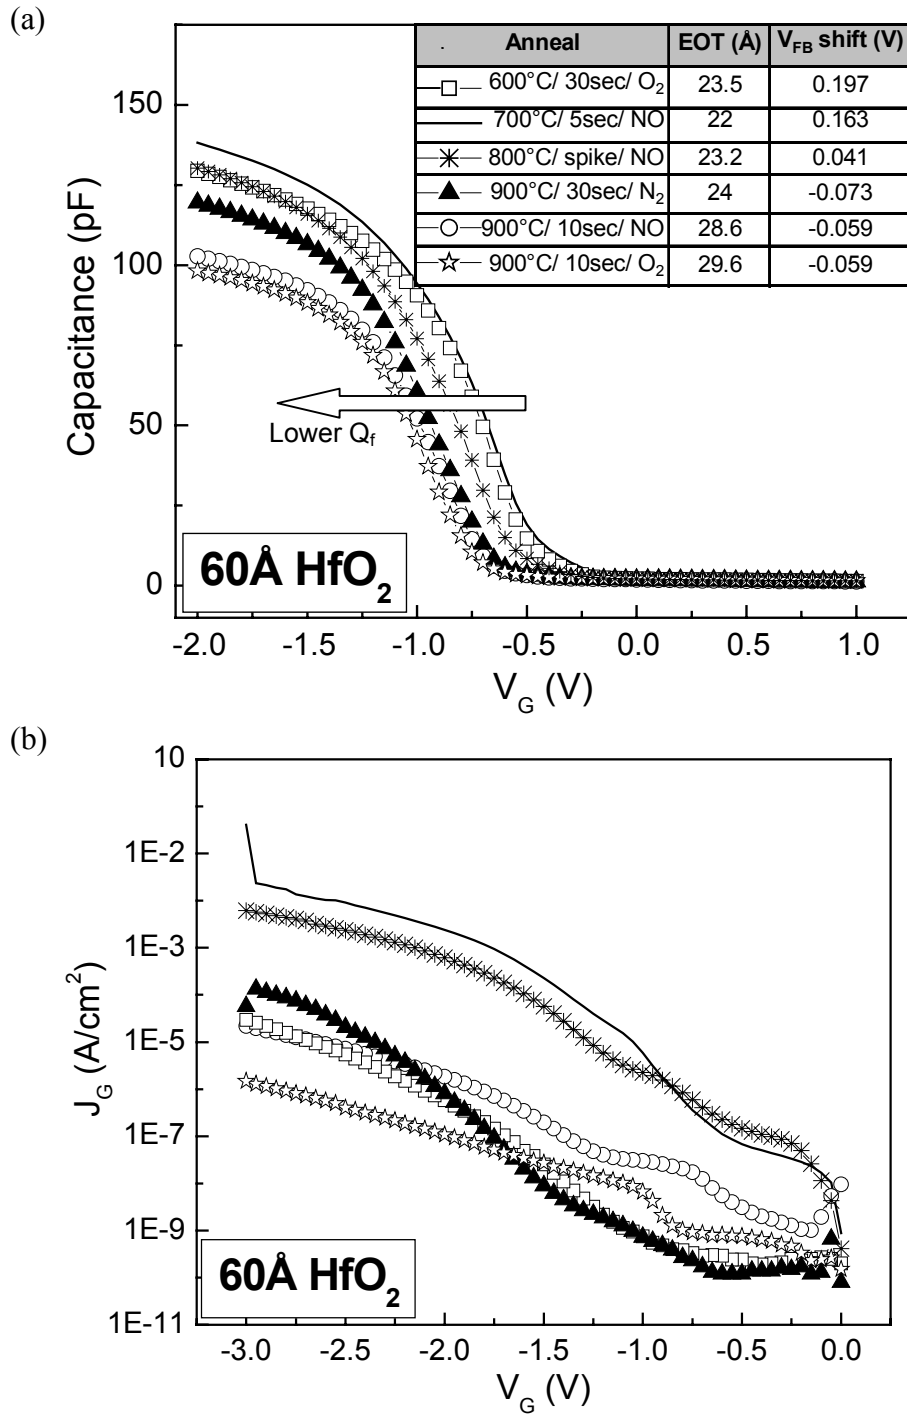 (a)
. Anneal EOT (Å) V_FB shift (V)
600°C/ 30sec/ O₂ 23.5 0.197
700°C/ 5sec/ NO 22 0.163
800°C/ spike/ NO 23.2 0.041
900°C/ 30sec/ N₂ 24 -0.073
900°C/ 10sec/ NO 28.6 -0.059
900°C/ 10sec/ O₂ 29.6 -0.059
Capacitance (pF)
150
100
50
0
Lower Q_f
60Å HfO₂
-2.0 -1.5 -1.0 -0.5 0.0 0.5 1.0
V_G (V)
(b)
J_G (A/cm²)
10
1E-2
1E-3
1E-5
1E-7
1E-9
1E-11
60Å HfO₂
-3.0 -2.5 -2.0 -1.5 -1.0 -0.5 0.0
V_G (V)